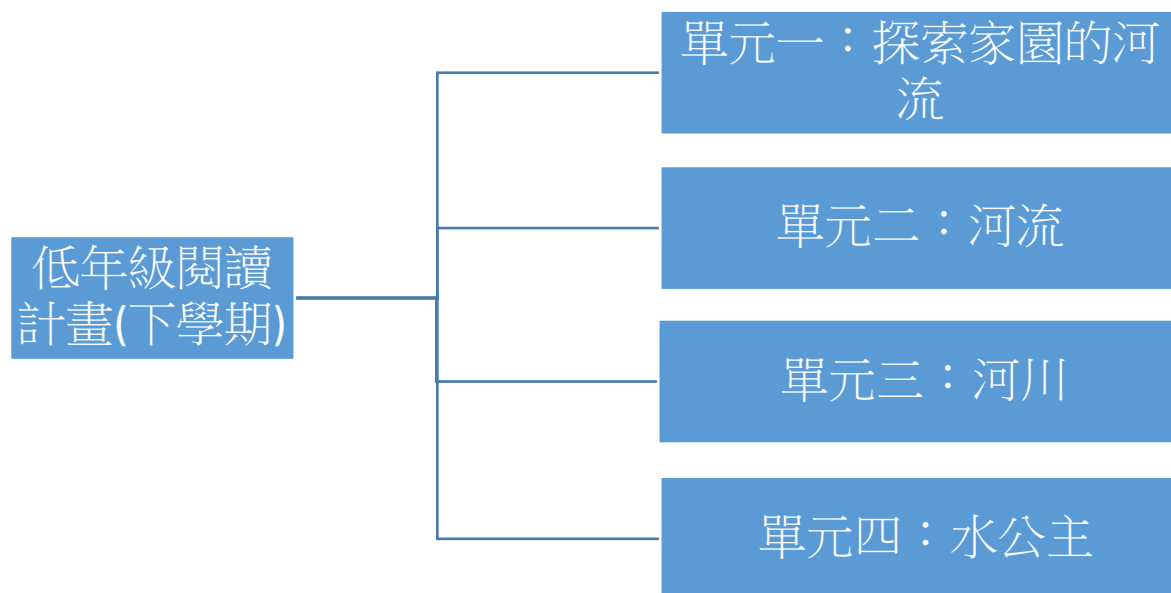 低年級閱讀
計畫(下學期)
單元一：探索家園的河
流
單元二：河流
單元三：河川
單元四：水公主